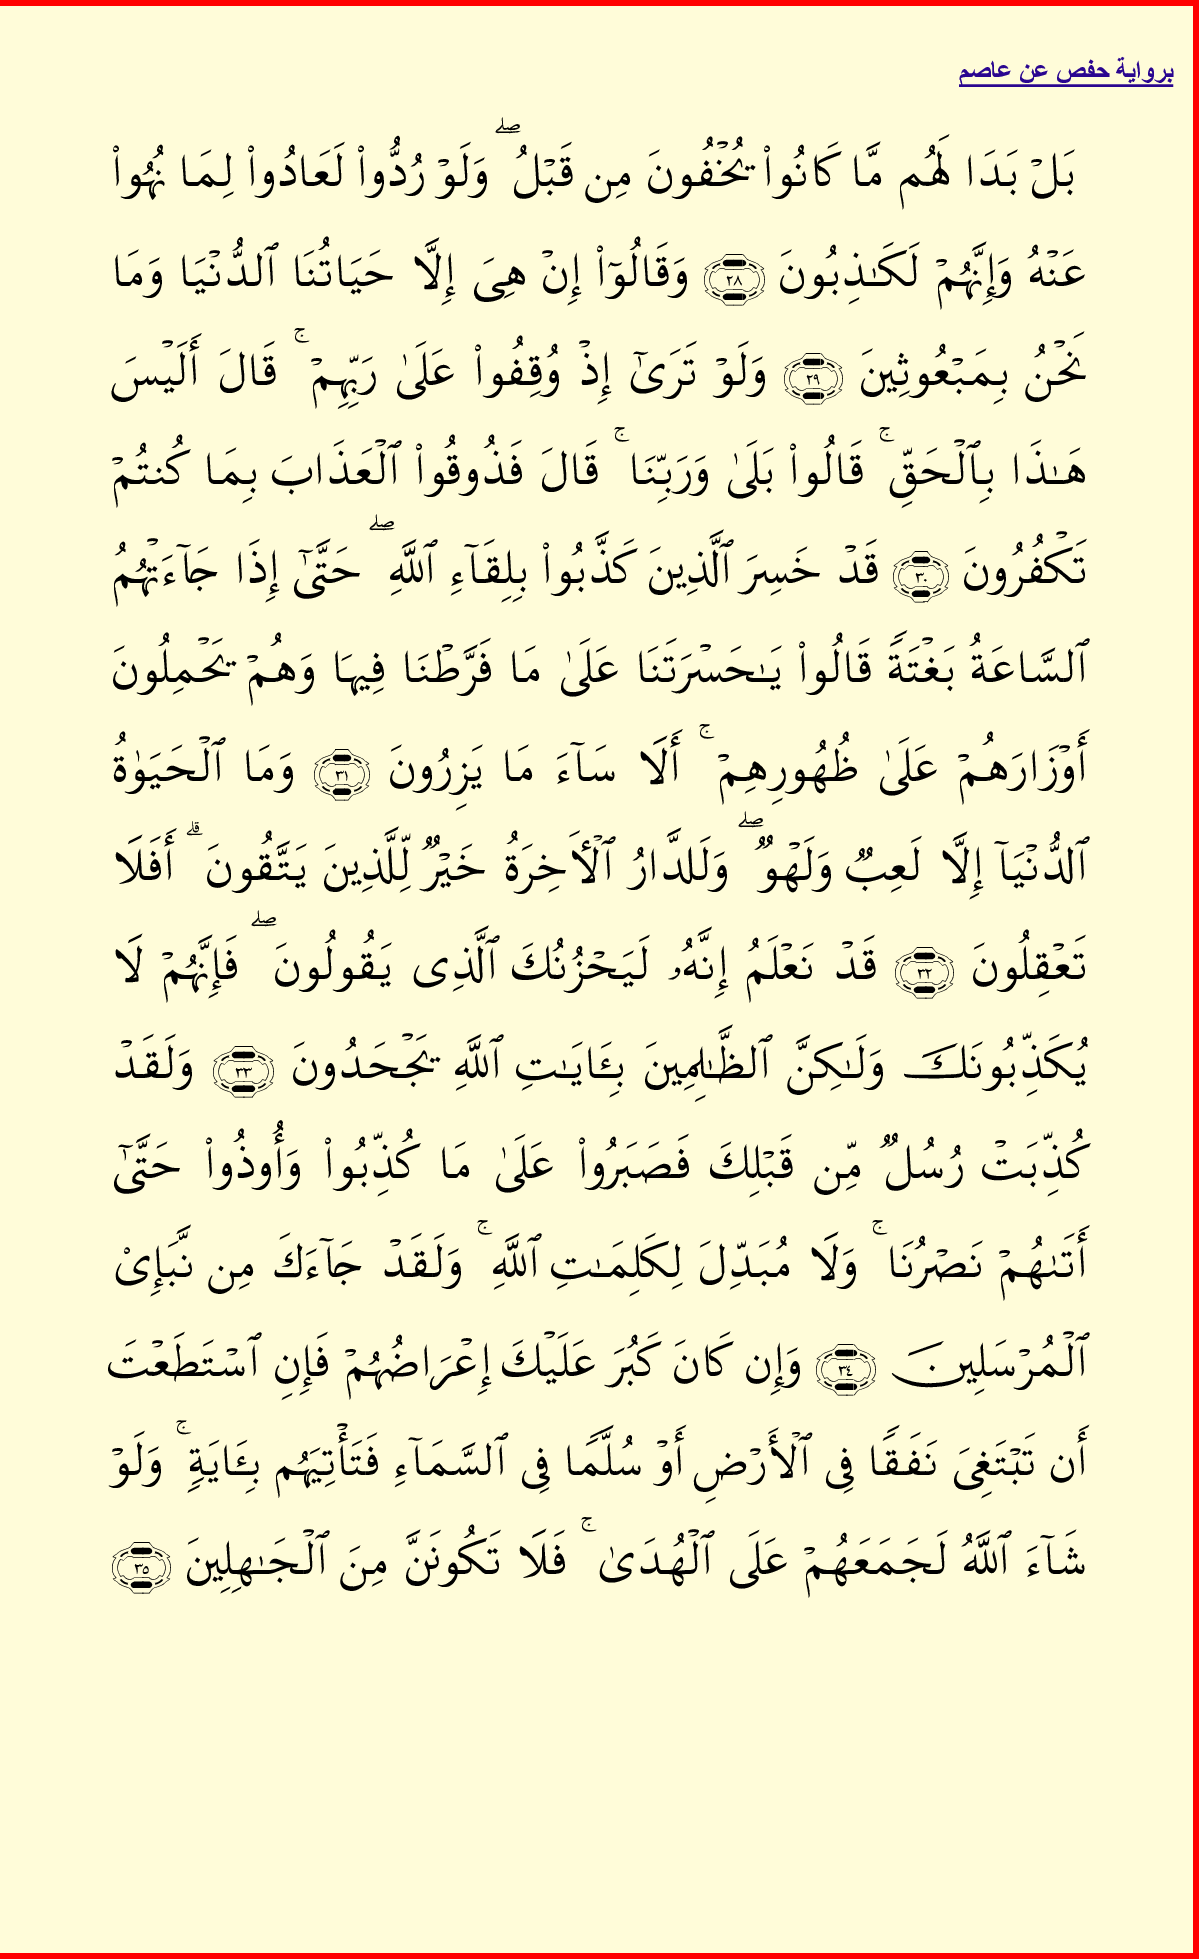 برواية حفص عن عاصم
بَلۡ بَدَا لَهُم مَّا كَانُواْ يُخۡفُونَ مِن قَبۡلُۖ وَلَوۡ رُدُّواْ لَعَادُواْ لِمَا نُهُواْ
عَنۡهُ وَإِنَّهُمۡ لَكَٰذِبُونَ ٢٨ وَقَالُوٓاْ إِنۡ هِيَ إِلَّا حَيَاتُنَا ٱلدُّنۡيَا وَمَا
نَحۡنُ بِمَبۡعُوثِينَ ٢٩ وَلَوۡ تَرَىٰٓ إِذۡ وُقِفُواْ عَلَىٰ رَبِّهِمۡۚ قَالَ أَلَيۡسَ
هَٰذَا بِٱلۡحَقِّۚ قَالُواْ بَلَىٰ وَرَبِّنَاۚ قَالَ فَذُوقُواْ ٱلۡعَذَابَ بِمَا كُنتُمۡ
تَكۡفُرُونَ ٣٠ قَدۡ خَسِرَ ٱلَّذِينَ كَذَّبُواْ بِلِقَآءِ ٱللَّهِۖ حَتَّىٰٓ إِذَا جَآءَتۡهُمُ
ٱلسَّاعَةُ بَغۡتَةٗ قَالُواْ يَٰحَسۡرَتَنَا عَلَىٰ مَا فَرَّطۡنَا فِيهَا وَهُمۡ يَحۡمِلُونَ
أَوۡزَارَهُمۡ عَلَىٰ ظُهُورِهِمۡۚ أَلَا سَآءَ مَا يَزِرُونَ ٣١ وَمَا ٱلۡحَيَوٰةُ
ٱلدُّنۡيَآ إِلَّا لَعِبٞ وَلَهۡوٞۖ وَلَلدَّارُ ٱلۡأٓخِرَةُ خَيۡرٞ لِّلَّذِينَ يَتَّقُونَۚ أَفَلَا
تَعۡقِلُونَ ٣٢ قَدۡ نَعۡلَمُ إِنَّهُۥ لَيَحۡزُنُكَ ٱلَّذِي يَقُولُونَۖ فَإِنَّهُمۡ لَا
يُكَذِّبُونَكَ وَلَٰكِنَّ ٱلظَّٰلِمِينَ بِـَٔايَٰتِ ٱللَّهِ يَجۡحَدُونَ ٣٣ وَلَقَدۡ
كُذِّبَتۡ رُسُلٞ مِّن قَبۡلِكَ فَصَبَرُواْ عَلَىٰ مَا كُذِّبُواْ وَأُوذُواْ حَتَّىٰٓ
أَتَىٰهُمۡ نَصۡرُنَاۚ وَلَا مُبَدِّلَ لِكَلِمَٰتِ ٱللَّهِۚ وَلَقَدۡ جَآءَكَ مِن نَّبَإِيْ
ٱلۡمُرۡسَلِينَ ٣٤ وَإِن كَانَ كَبُرَ عَلَيۡكَ إِعۡرَاضُهُمۡ فَإِنِ ٱسۡتَطَعۡتَ
أَن تَبۡتَغِيَ نَفَقٗا فِي ٱلۡأَرۡضِ أَوۡ سُلَّمٗا فِي ٱلسَّمَآءِ فَتَأۡتِيَهُم بِـَٔايَةٖۚ وَلَوۡ
شَآءَ ٱللَّهُ لَجَمَعَهُمۡ عَلَى ٱلۡهُدَىٰۚ فَلَا تَكُونَنَّ مِنَ ٱلۡجَٰهِلِينَ ٣٥